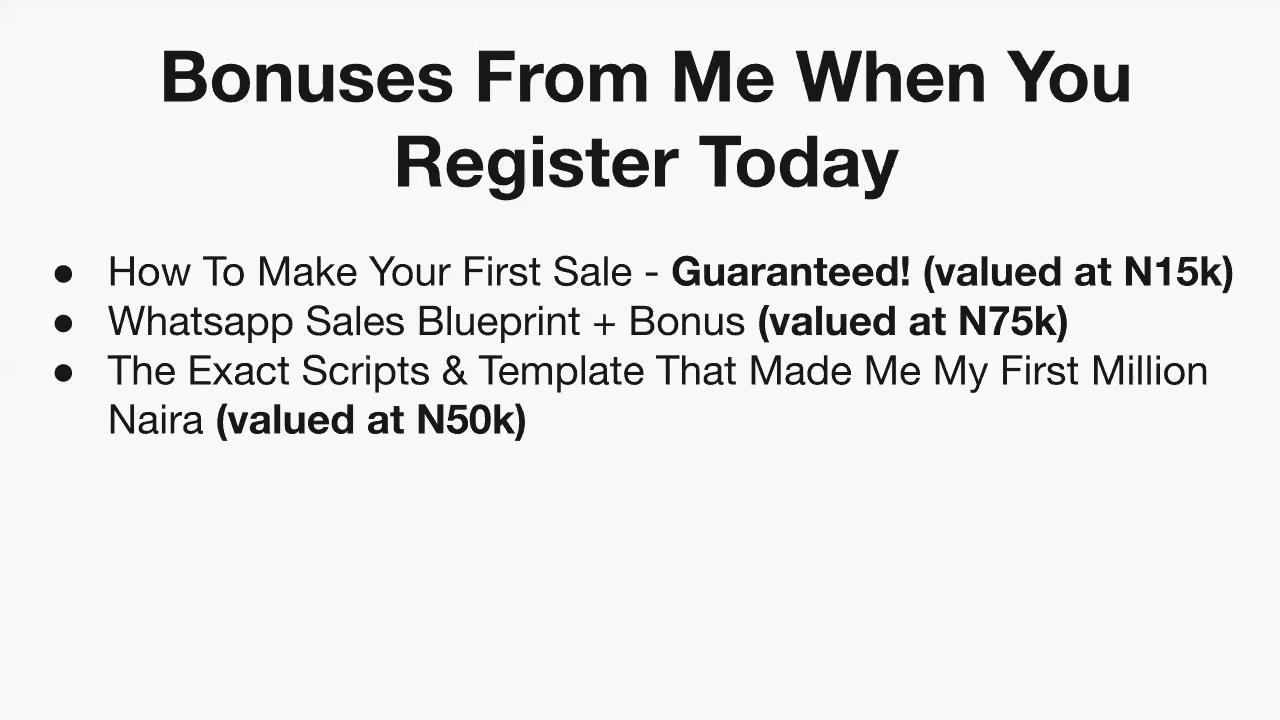 Bonuses From Me When You
Register Today
● How To Make Your First Sale - Guaranteed! (valued at N15k)
● Whatsapp Sales Blueprint + Bonus (valued at N75k)
● The Exact Scripts & Template That Made Me My First Million
Naira (valued at N50k)